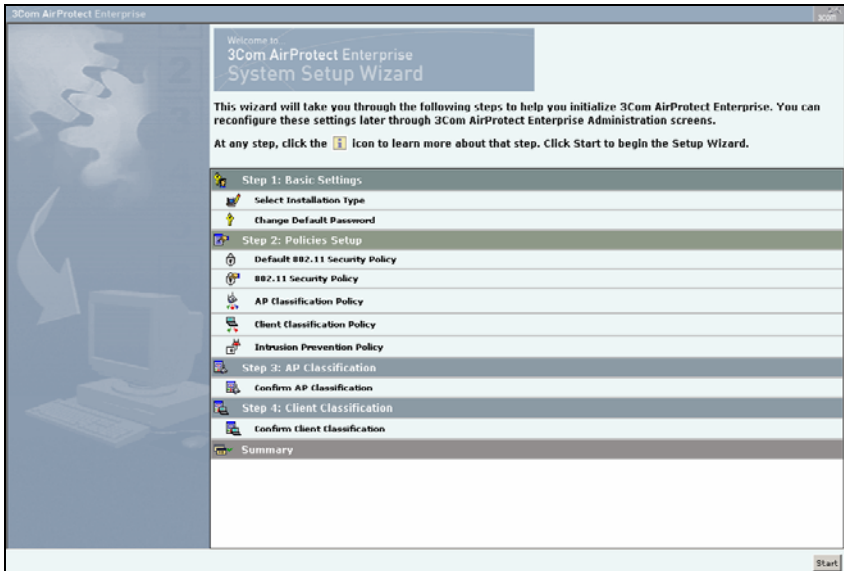 3Com AirProtect Enterprise
3COM
Welcome to
3Com AirProtect Enterprise
System Setup Wizard
This wizard will take you through the following steps to help you initialize 3Com AirProtect Enterprise. You can
reconfigure these settings later through 3Com AirProtect Enterprise Administration screens.
At any step, click the i icon to learn more about that step. Click Start to begin the Setup Wizard.
Step 1: Basic Settings
Select Installation Type
Change Default Password
Step 2: Policies Setup
Default 802.11 Security Policy
802.11 Security Policy
AP Classification Policy
Client Classification Policy
Intrusion Prevention Policy
Step 3: AP Classification
Confirm AP Classification
Step 4: Client Classification
Confirm Client Classification
Summary
Start